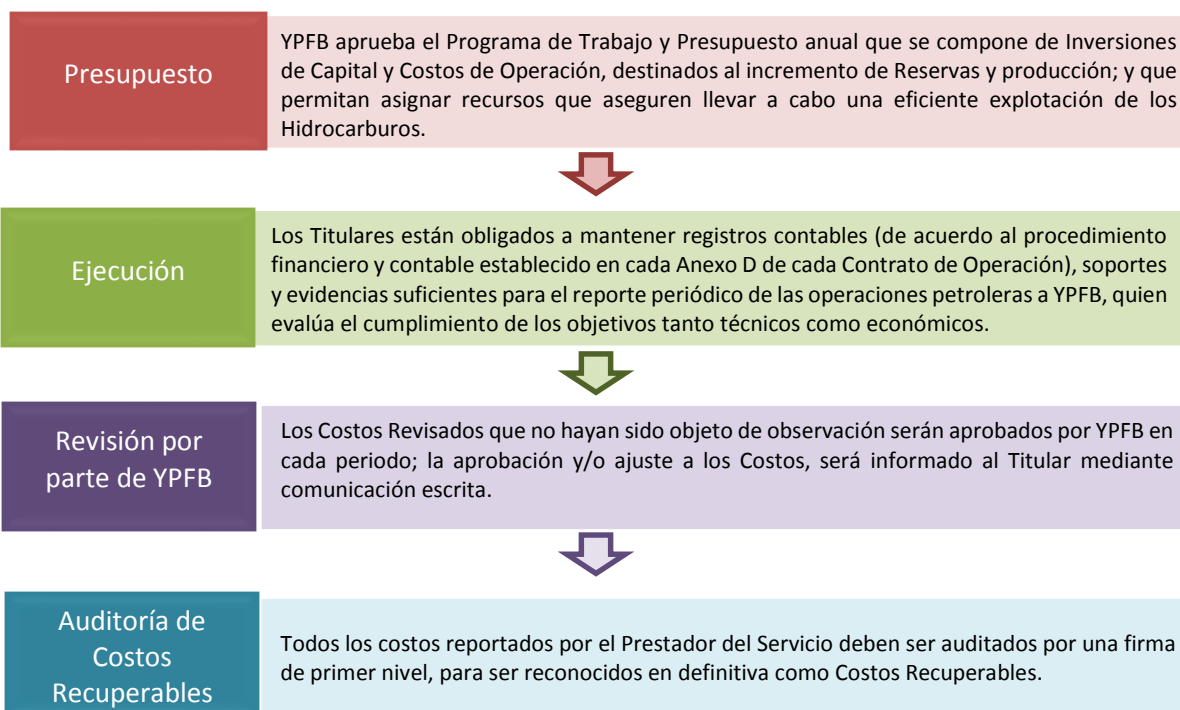 Presupuesto
YPFB aprueba el Programa de Trabajo y Presupuesto anual que se compone de Inversiones
de Capital y Costos de Operación, destinados al incremento de Reservas y producción; y que
permitan asignar recursos que aseguren llevar a cabo una eficiente explotación de los
Hidrocarburos.
Ejecución
Los Titulares están obligados a mantener registros contables (de acuerdo al procedimiento
financiero y contable establecido en cada Anexo D de cada Contrato de Operación), soportes
y evidencias suficientes para el reporte periódico de las operaciones petroleras a YPFB, quien
evalúa el cumplimiento de los objetivos tanto técnicos como económicos.
Revisión por
parte de YPFB
Los Costos Revisados que no hayan sido objeto de observación serán aprobados por YPFB en
cada periodo; la aprobación y/o ajuste a los Costos, será informado al Titular mediante
comunicación escrita.
Auditoría de
Costos
Recuperables
Todos los costos reportados por el Prestador del Servicio deben ser auditados por una firma
de primer nivel, para ser reconocidos en definitiva como Costos Recuperables.